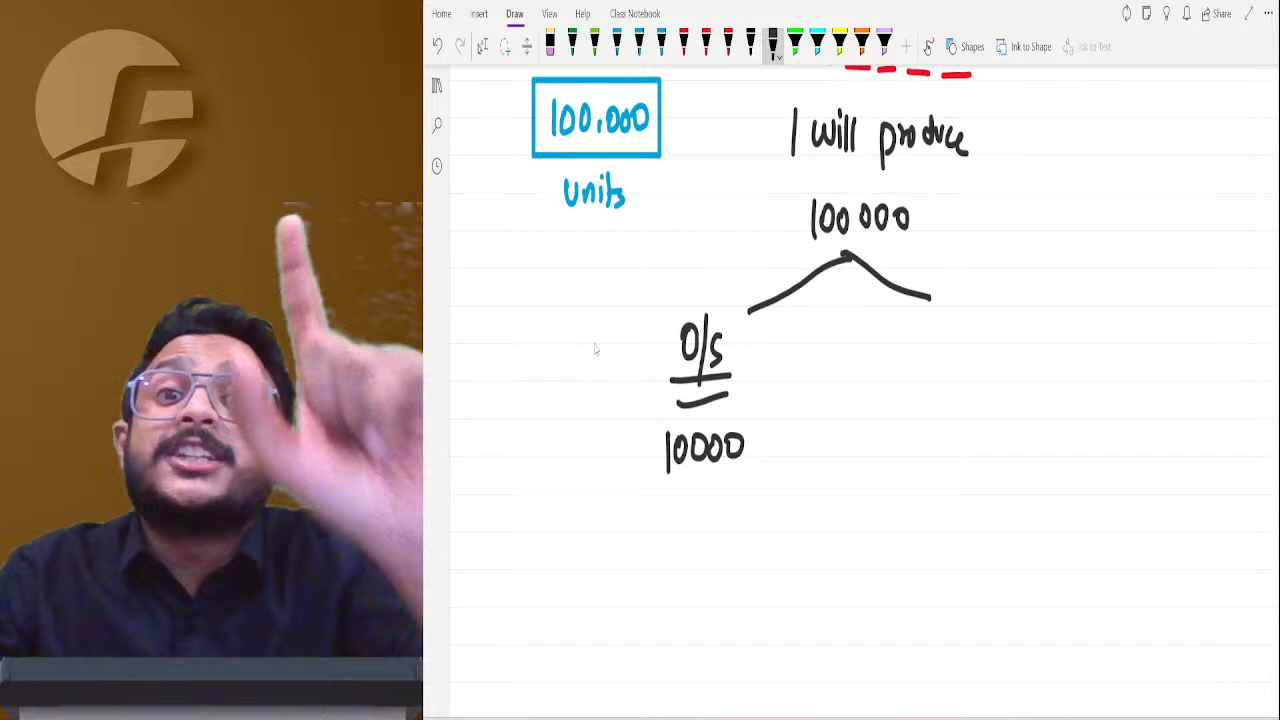 Home Insert Draw View Help Class Notebook Share
Shapes Ink to Shape Ink to Text
100,000
units
I will produce
100 000
O/S
10000